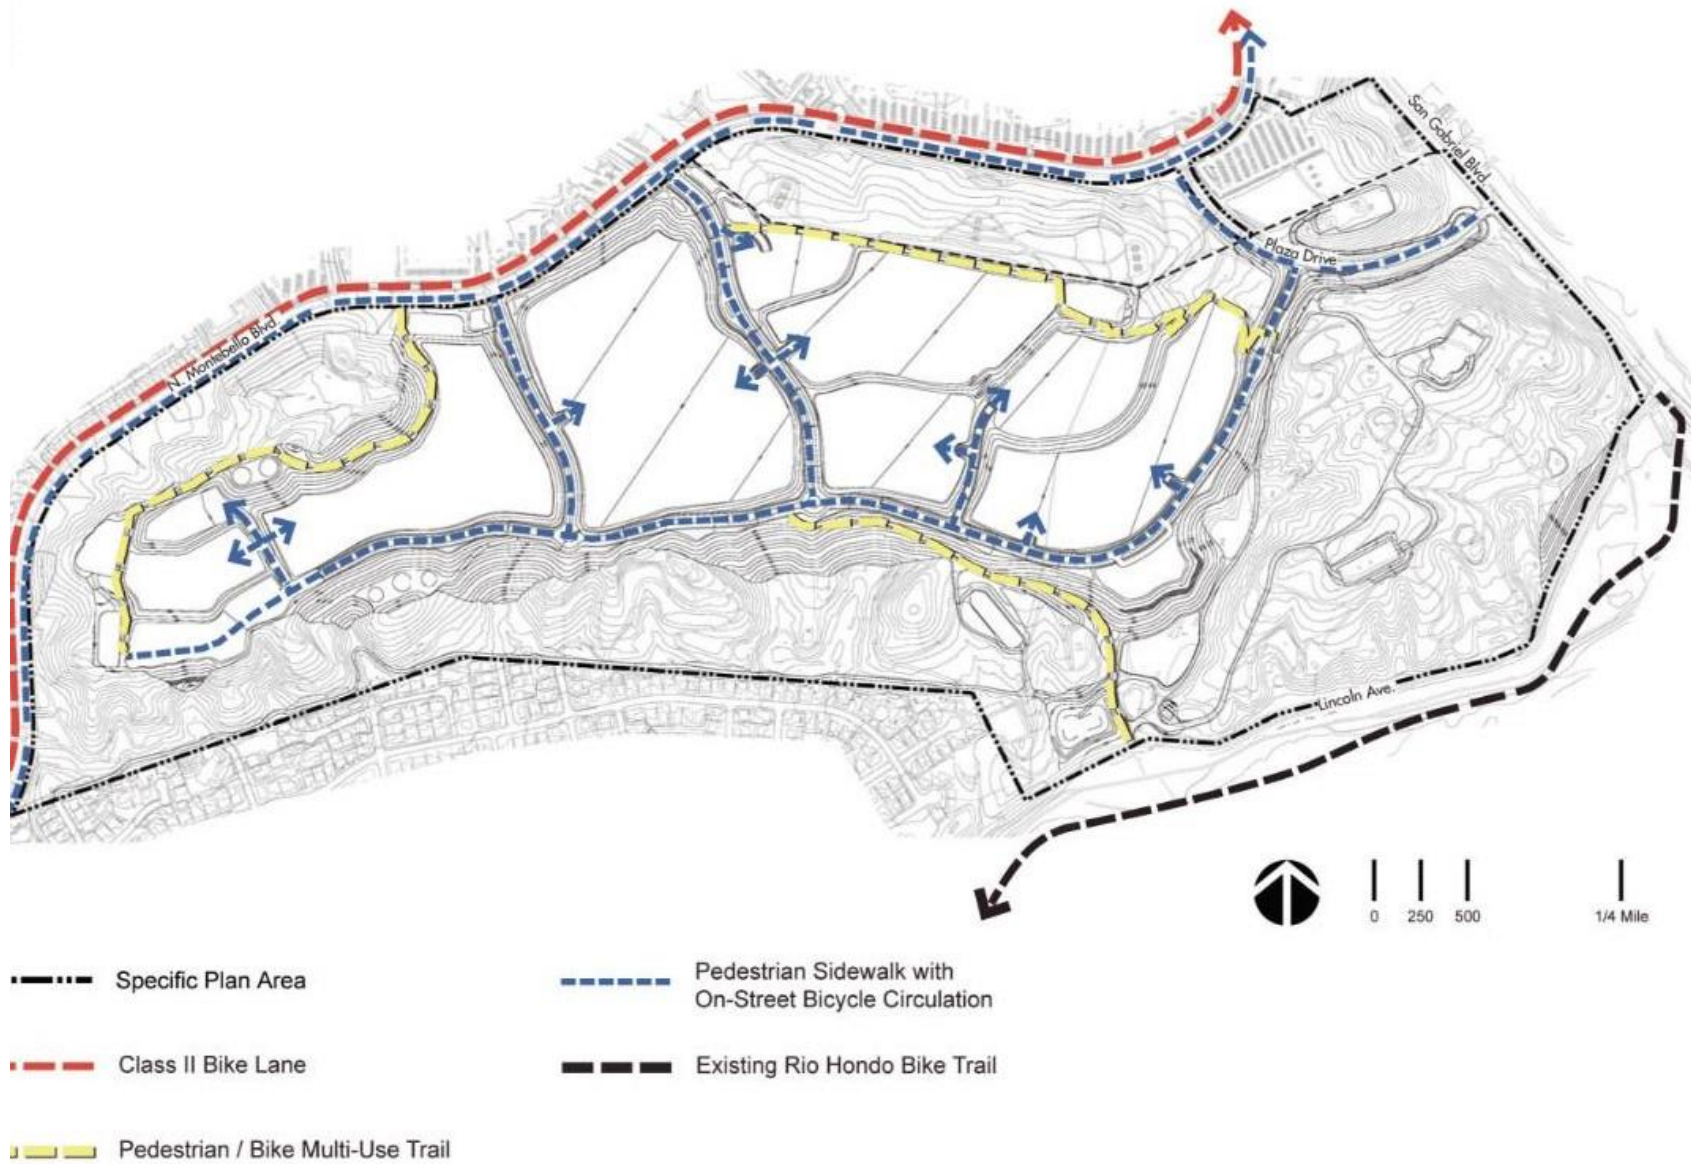 San Gabriel Blvd.
Plaza Drive
N. Montebello Blvd
Lincoln Ave.
0 250 500 1/4 Mile
Specific Plan Area
Pedestrian Sidewalk with
On-Street Bicycle Circulation
Class II Bike Lane
Existing Rio Hondo Bike Trail
Pedestrian / Bike Multi-Use Trail